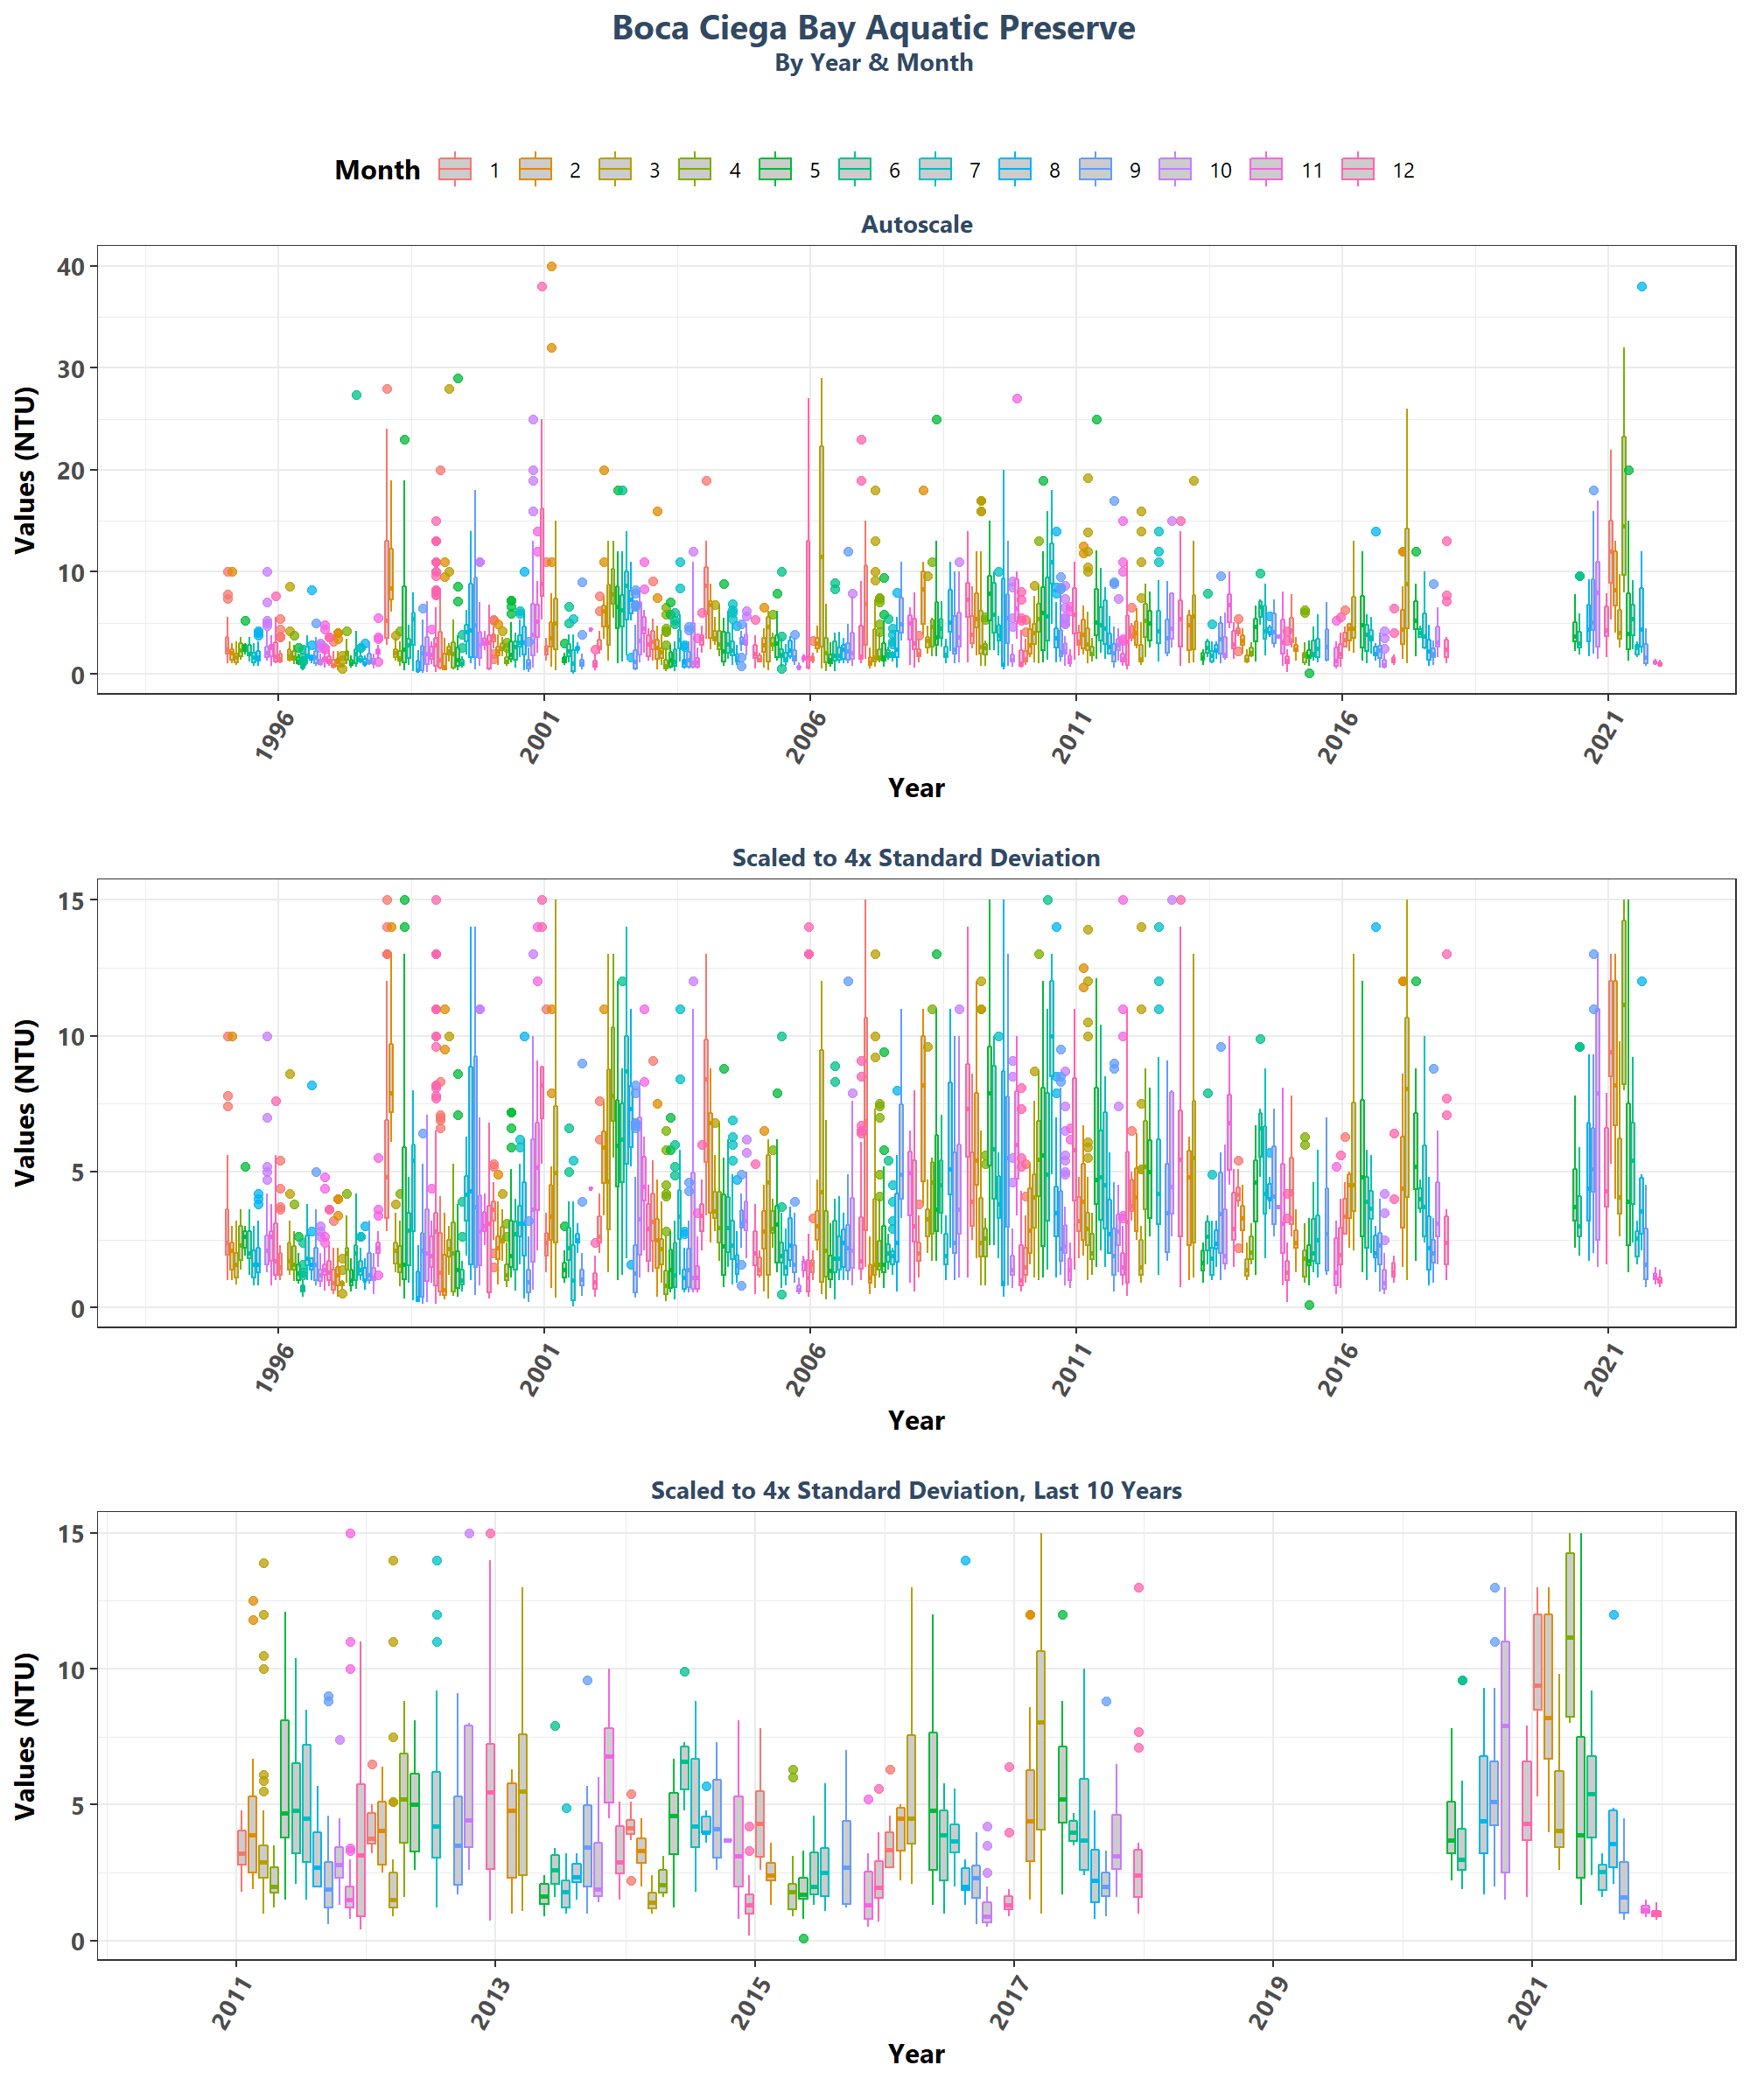 Boca Ciega Bay Aquatic Preserve
By Year & Month
Month 1 2 3 4 5 6 7 8 9 10 11 12
Autoscale
Values (NTU)
40
30
20
10
0
1996 2001 2006 2011 2016 2021
Year
Scaled to 4x Standard Deviation
Values (NTU)
15
10
5
0
1996 2001 2006 2011 2016 2021
Year
Scaled to 4x Standard Deviation, Last 10 Years
Values (NTU)
15
10
5
0
2011 2013 2015 2017 2019 2021
Year